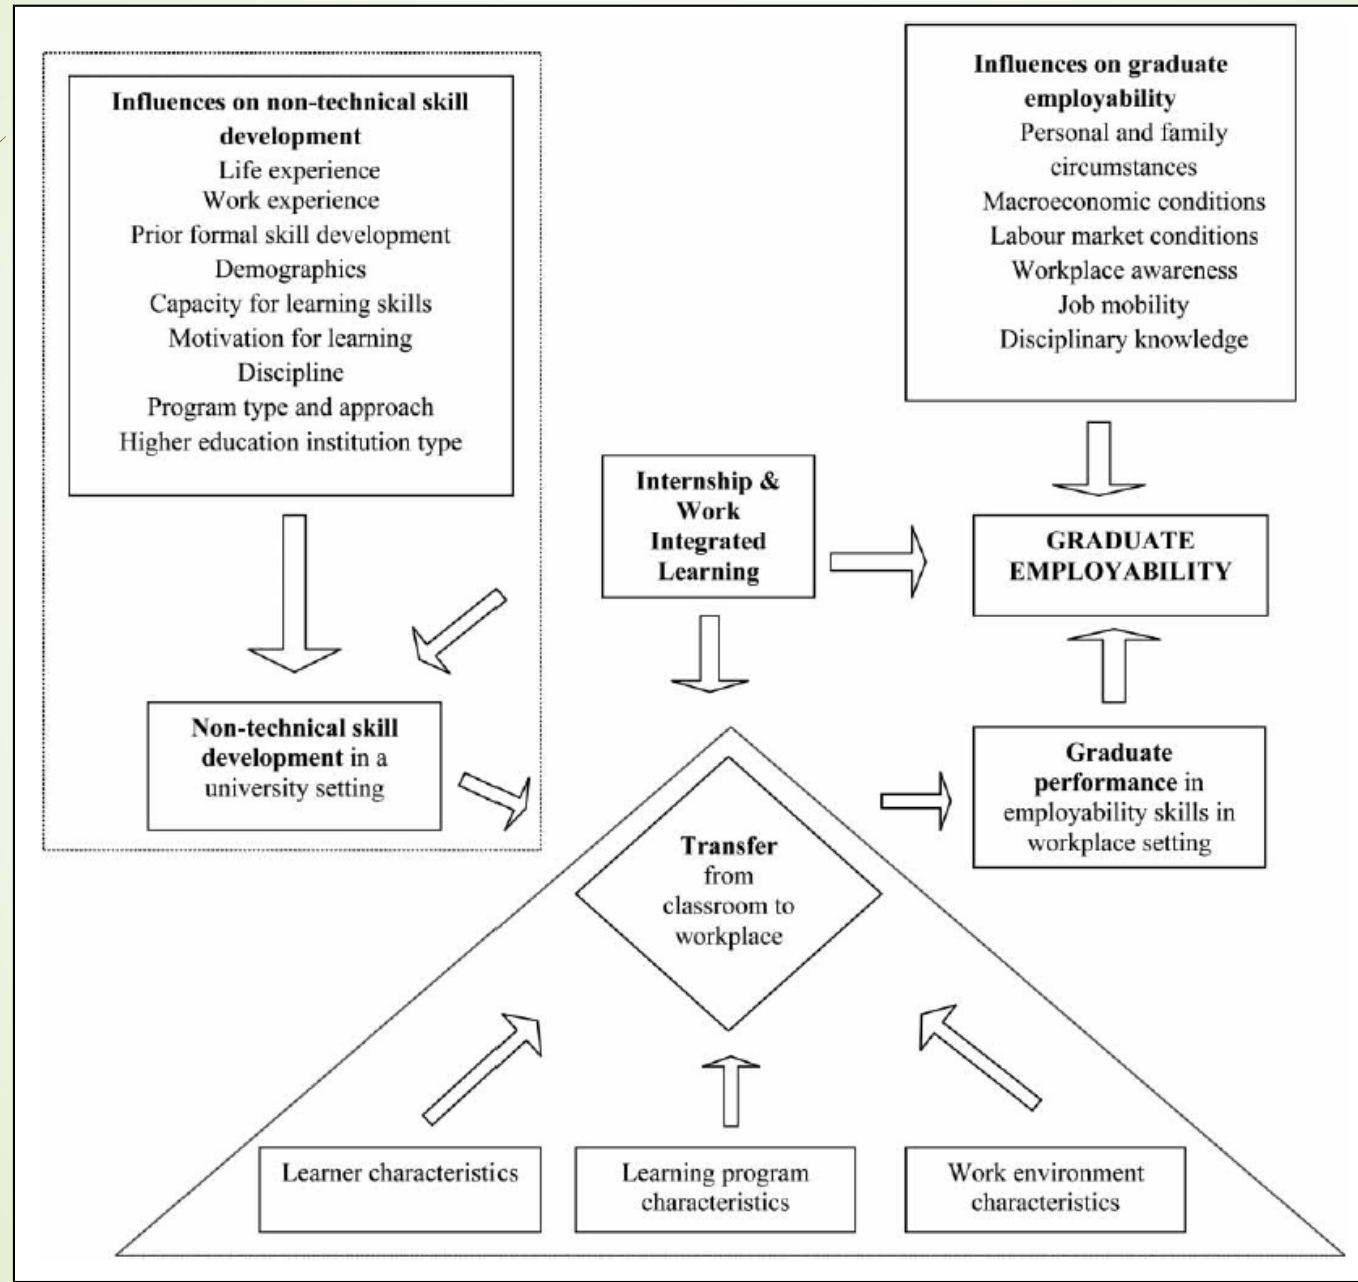 Influences on non-technical skill
development
Life experience
Work experience
Prior formal skill development
Demographics
Capacity for learning skills
Motivation for learning
Discipline
Program type and approach
Higher education institution type
Influences on graduate
employability
Personal and family
circumstances
Macroeconomic conditions
Labour market conditions
Workplace awareness
Job mobility
Disciplinary knowledge
Internship &
Work
Integrated
Learning
GRADUATE
EMPLOYABILITY
Non-technical skill
development in a
university setting
Graduate
performance in
employability skills in
workplace setting
Transfer
from
classroom to
workplace
Learner characteristics
Learning program
characteristics
Work environment
characteristics